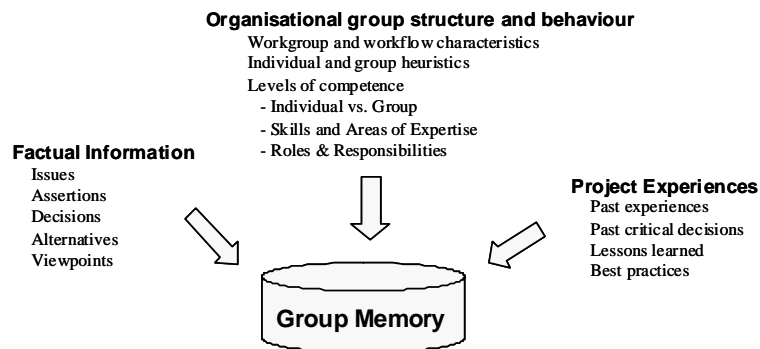 Organisational group structure and behaviour
Workgroup and workflow characteristics
Individual and group heuristics
Levels of competence
- Individual vs. Group
- Skills and Areas of Expertise
- Roles & Responsibilities
Factual Information
Issues
Assertions
Decisions
Alternatives
Viewpoints
Project Experiences
Past experiences
Past critical decisions
Lessons learned
Best practices
Group Memory